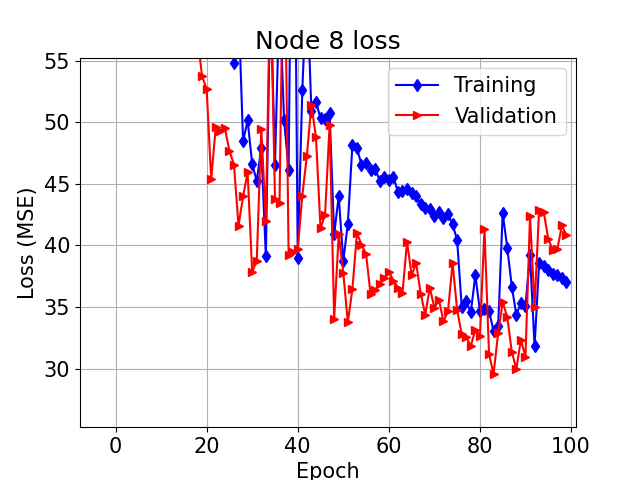 Node 8 loss
Training
Validation
Loss (MSE)
55
50
45
40
35
30
0 20 40 60 80 100
Epoch